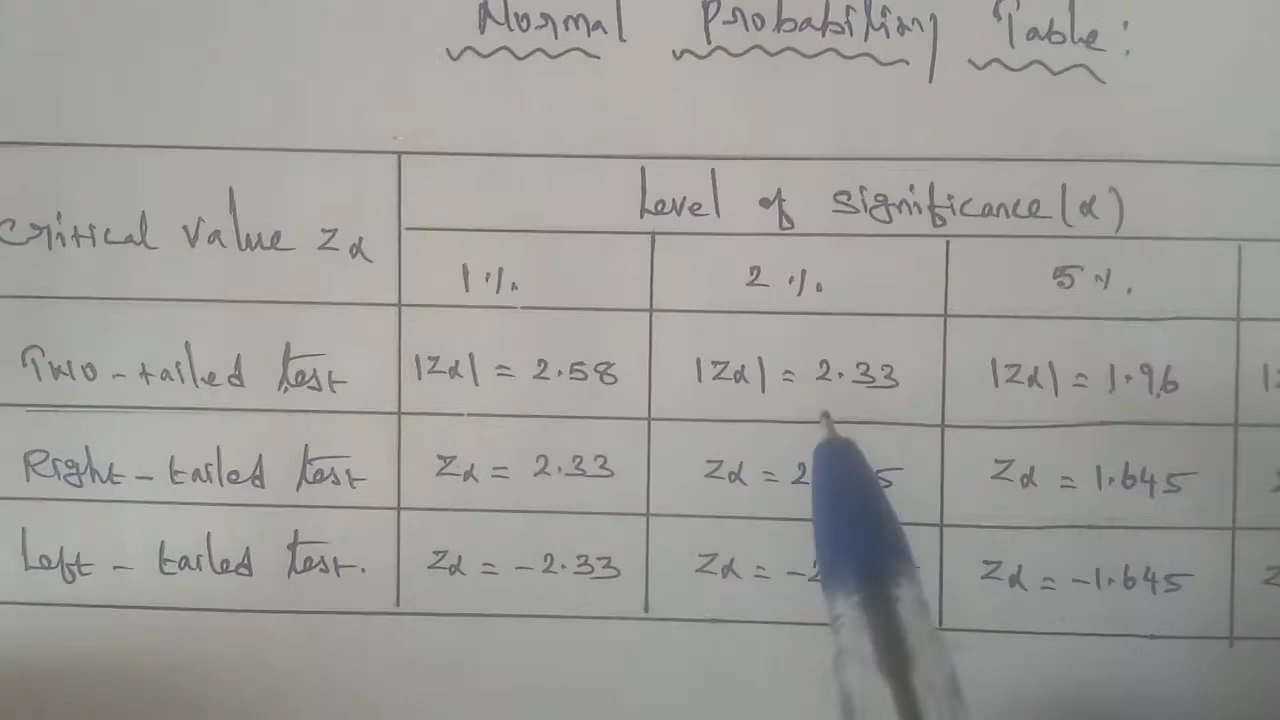 Normal Probability Table:
Critical value Zα
Level of significance (α)
1 %. 2 %. 5 %.
Two-tailed test |Zα| = 2.58 |Zα| = 2.33 |Zα| = 1.96
Right-tailed test Zα = 2.33 Zα = Zα = 1.645
Left-tailed test. Zα = -2.33 Zα = Zα = -1.645